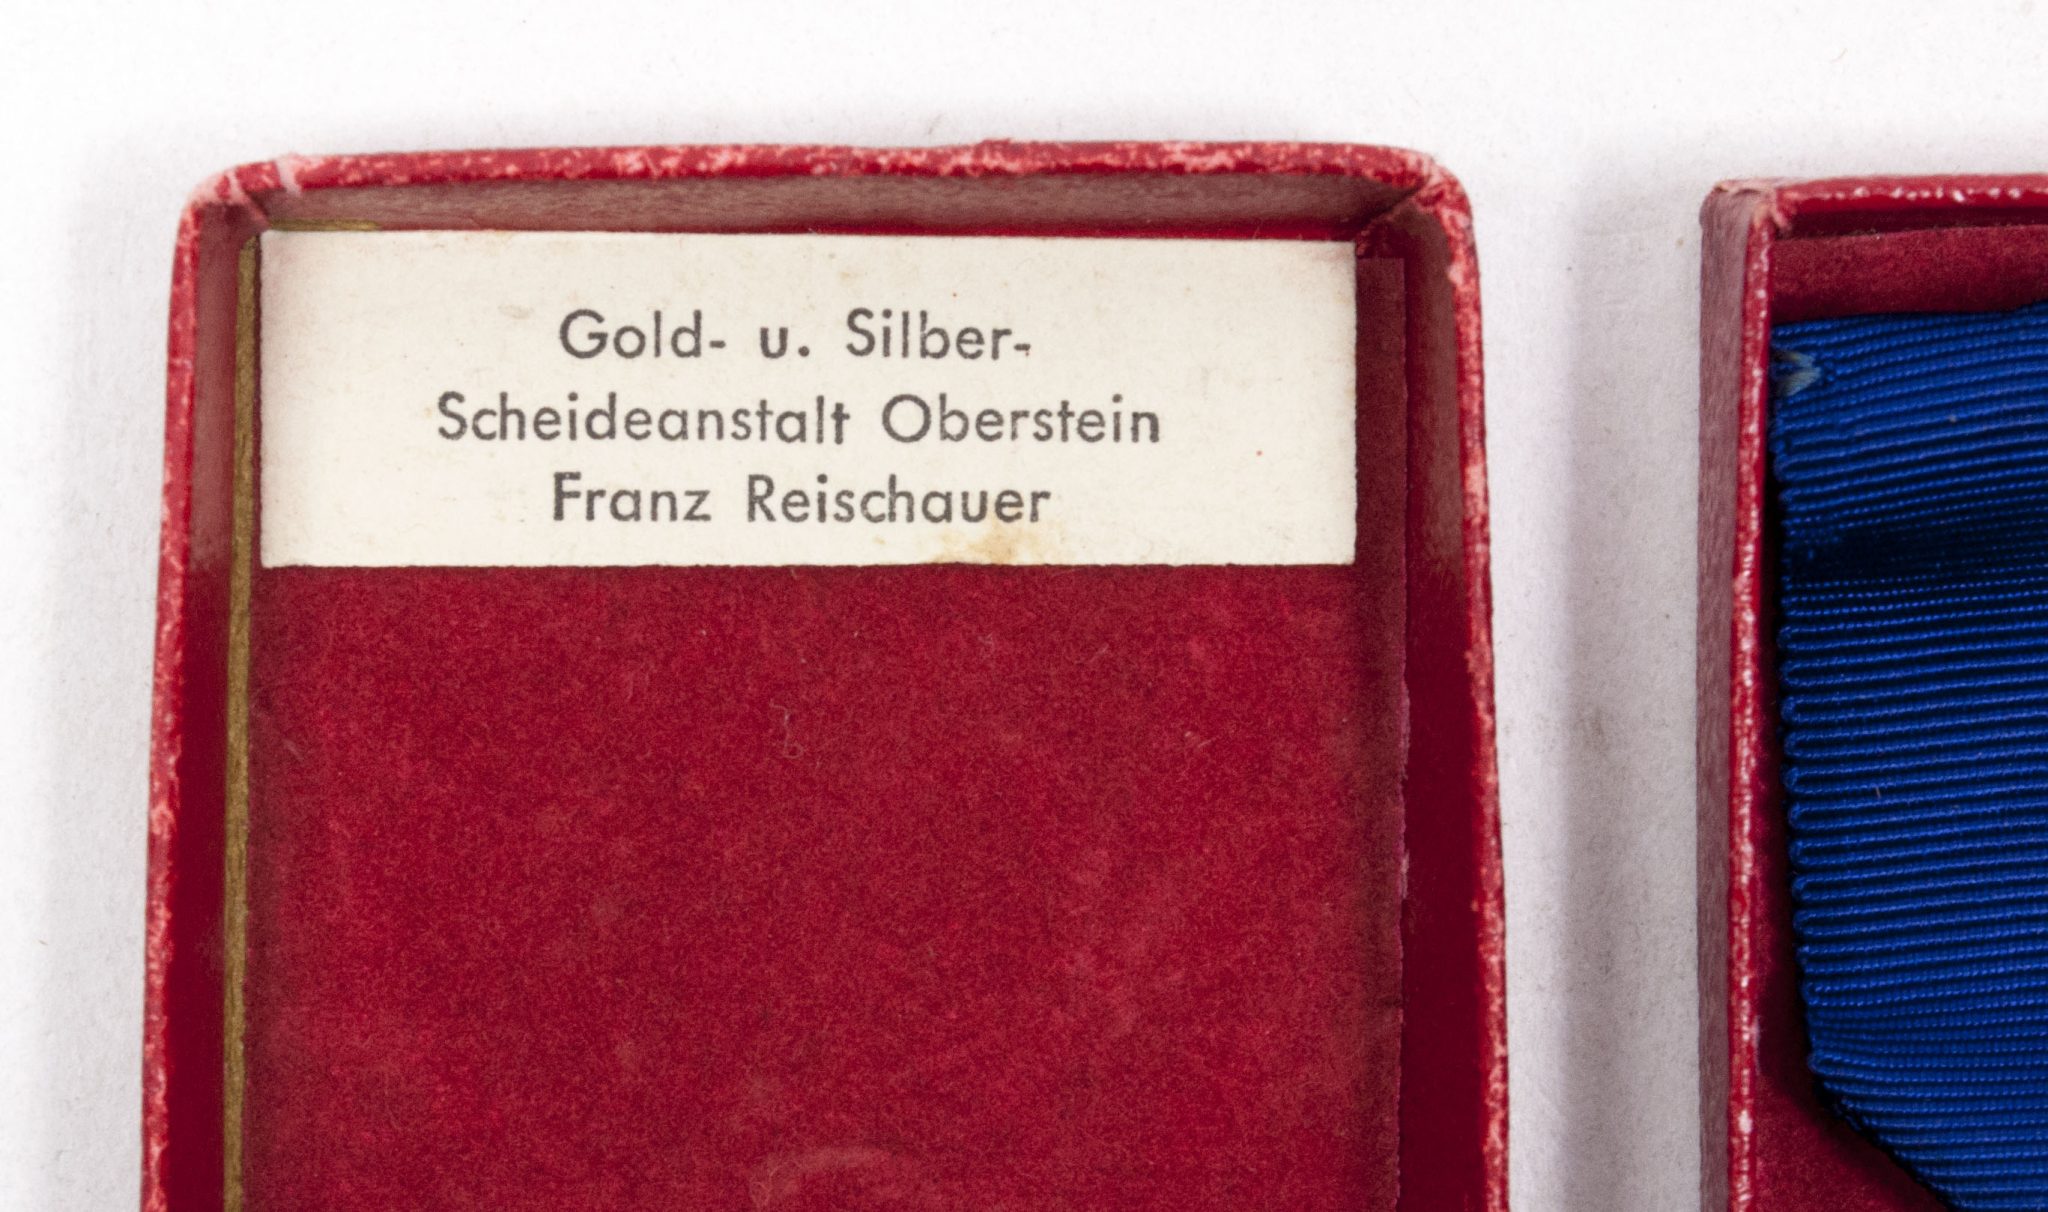 Gold- u. Silber-
Scheideanstalt Oberstein
Franz Reischauer